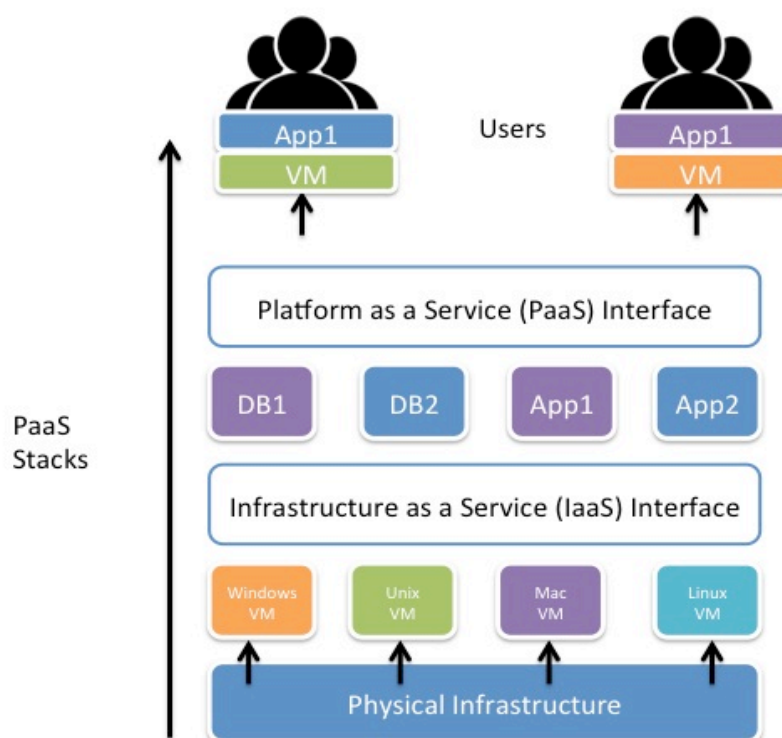 App1
VM
Users
App1
VM
Platform as a Service (PaaS) Interface
DB1
DB2
App1
App2
PaaS
Stacks
Infrastructure as a Service (IaaS) Interface
Windows
VM
Unix
VM
Mac
VM
Linux
VM
Physical Infrastructure